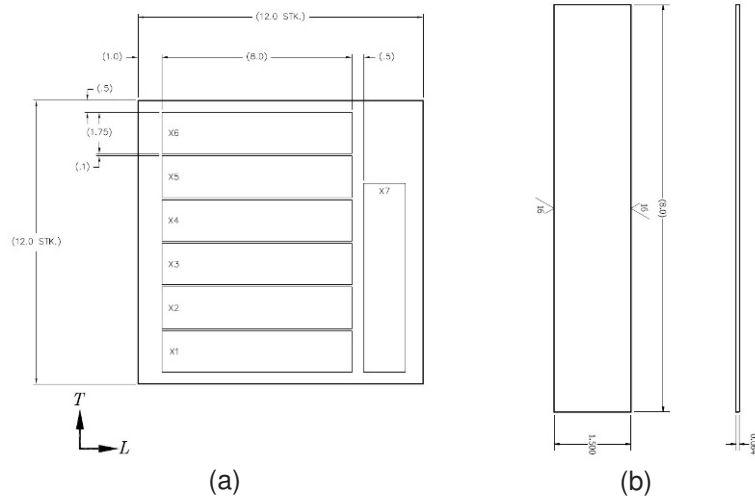 (12.0 STK.)
(1.0)
(8.0)
(.5)
(.5)
(1.75)
(.1)
(12.0 STK.)
X6
X5
X7
X4
X3
X2
X1
T
L
(a)
16
16
(8.0)
1.500
(b)